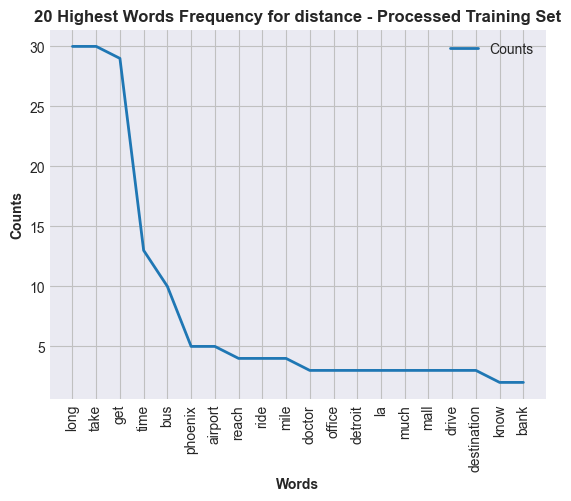 20 Highest Words Frequency for distance - Processed Training Set
Counts
30
25
20
15
10
5
Counts
long
take
get
time
bus
phoenix
airport
reach
ride
mile
doctor
office
detroit
la
much
mall
drive
destination
know
bank
Words